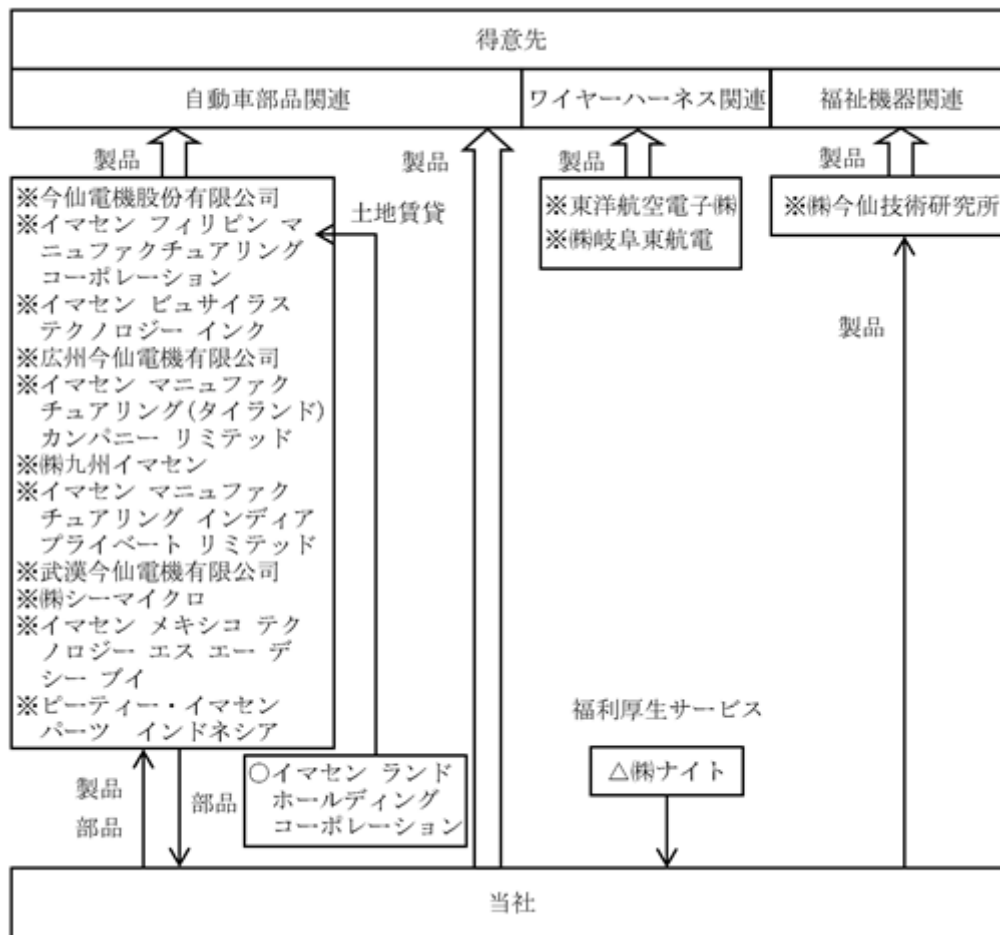 得意先
自動車部品関連
ワイヤーハーネス関連
福祉機器関連
製品
製品
製品
製品
※今仙電機股份有限公司
※イマセン フィリピン マ
ニュファクチュアリング
コーポレーション
※イマセン ビュサイラス
テクノロジー インク
※広州今仙電機有限公司
※イマセン マニュファク
チュアリング(タイランド)
カンパニー リミテッド
※㈱九州イマセン
※イマセン マニュファク
チュアリング インディア
プライベート リミテッド
※武漢今仙電機有限公司
※㈱シーマイクロ
※イマセン メキシコ テク
ノロジー エス エー デ
シー ブイ
※ピーティー・イマセン
パーツ インドネシア
土地賃貸
※東洋航空電子㈱
※㈱岐阜東航電
※㈱今仙技術研究所
製品
福利厚生サービス
△㈱ナイト
○イマセン ランド
ホールディング
コーポレーション
製品
部品
部品
当社